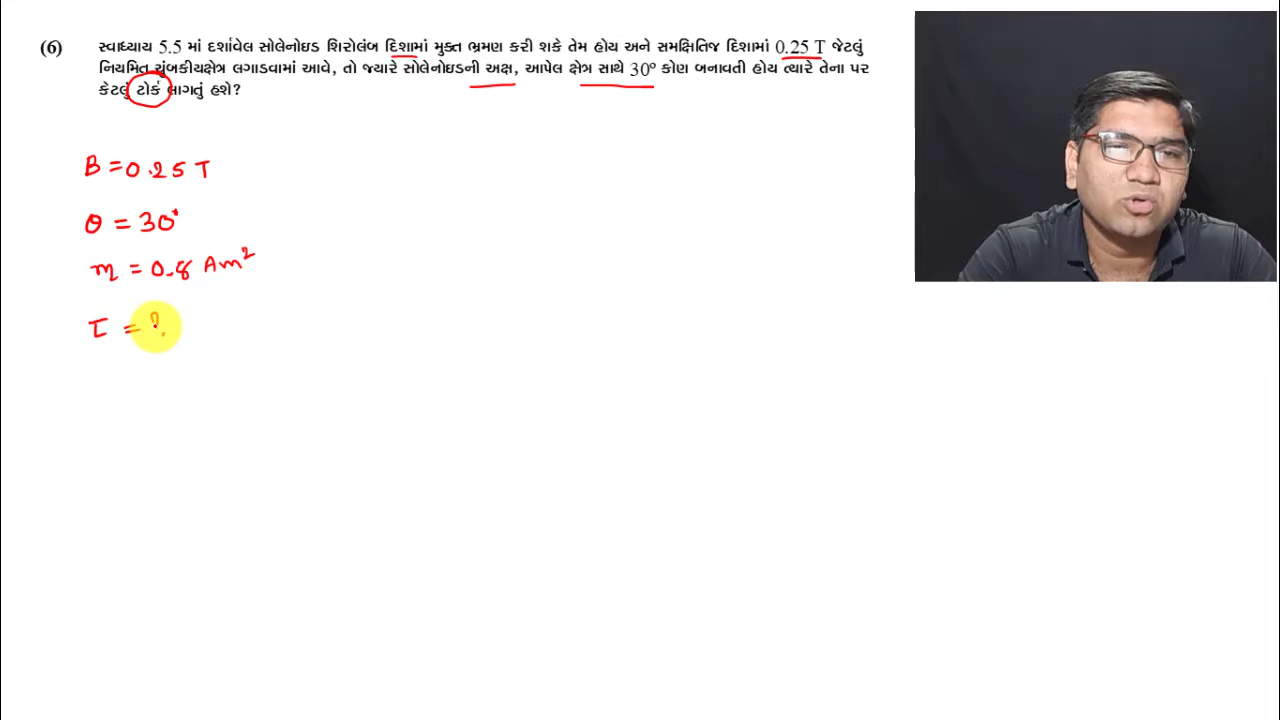 (6) સ્વાધ્યાય 5.5 માં દર્શાવેલ સોલેનોઇડ શિરોલંબ દિશામાં મુક્ત ભ્રમણ કરી શકે તેમ હોય અને સમક્ષિતિજ દિશામાં 0.25 T જેટલું
નિયમિત ચુંબકીયક્ષેત્ર લગાડવામાં આવે, તો જ્યારે સોલેનોઇડની અક્ષ, આપેલ ક્ષેત્ર સાથે 30° કોણ બનાવતી હોય ત્યારે તેના પર
કેટલું ટોર્ક લાગતું હશે?
B = 0.25 T
θ = 30°
m = 0.8 Am²
τ = ?